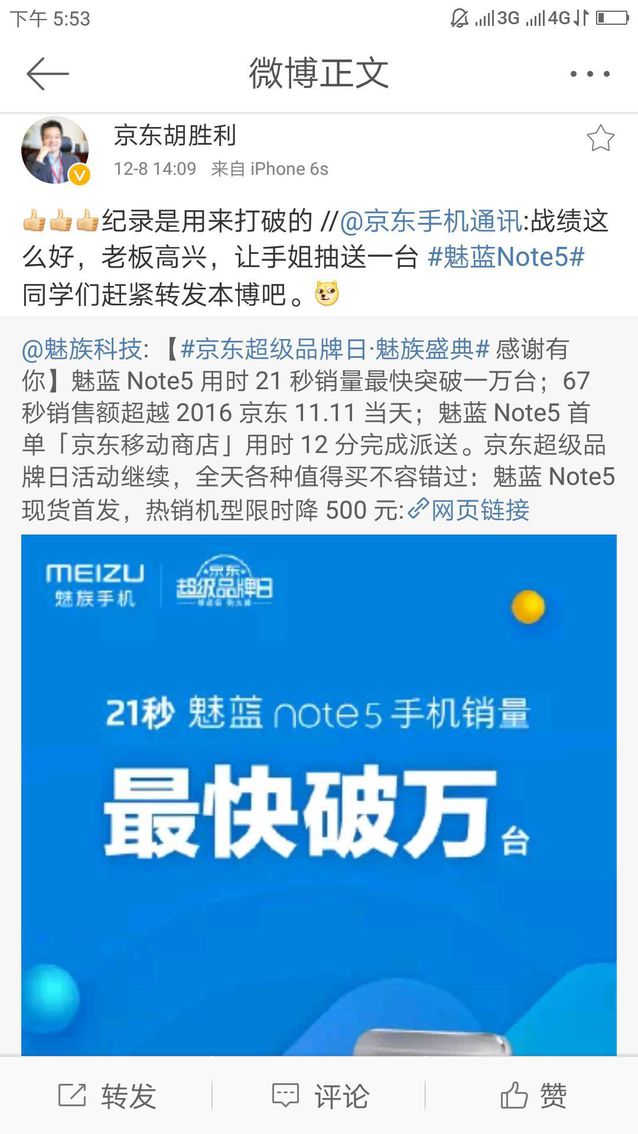 下午 5:53
3G 4G
微博正文
京东胡胜利
12-8 14:09 来自 iPhone 6s
纪录是用来打破的 //@京东手机通讯:战绩这
么好，老板高兴，让手姐抽送一台 #魅蓝Note5#
同学们赶紧转发本博吧。
@魅族科技: 【#京东超级品牌日·魅族盛典# 感谢有
你】魅蓝 Note5 用时 21 秒销量最快突破一万台；67
秒销售额超越 2016 京东 11.11 当天；魅蓝 Note5 首
单「京东移动商店」用时 12 分完成派送。京东超级品
牌日活动继续，全天各种值得买不容错过：魅蓝 Note5
现货首发，热销机型限时降 500 元:网页链接
MEIZU
魅族手机
京东
超级品牌日
21秒 魅蓝 note5 手机销量
最快破万台
转发 评论 赞